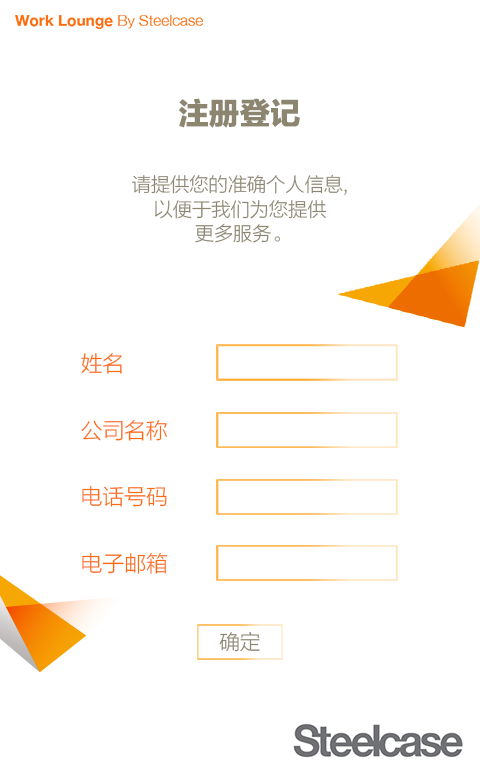 Work Lounge By Steelcase
注册登记
请提供您的准确个人信息,
以便于我们为您提供
更多服务。
姓名
公司名称
电话号码
电子邮箱
确定
Steelcase